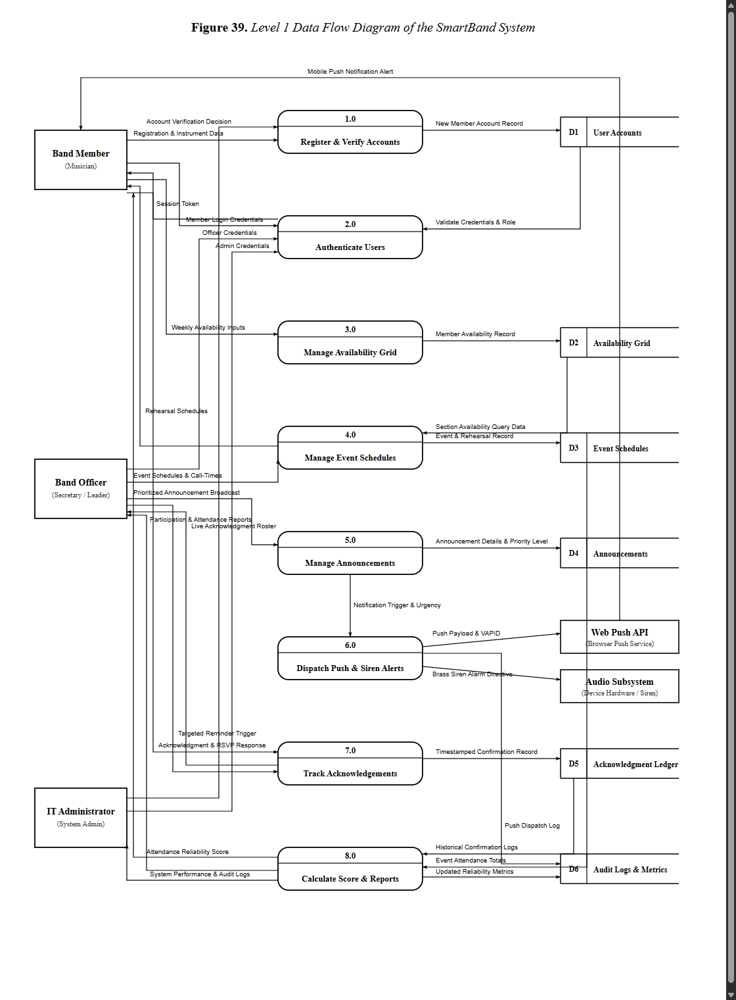 Figure 39. Level 1 Data Flow Diagram of the SmartBand System
Mobile Push Notification Alert
1.0
Register & Verify Accounts
Account Verification Decision
Registration & Instrument Data
New Member Account Record
D1
User Accounts
Band Member
(Musician)
Session Token
Member Login Credentials
Officer Credentials
Admin Credentials
2.0
Authenticate Users
Validate Credentials & Role
Weekly Availability Inputs
3.0
Manage Availability Grid
Member Availability Record
D2
Availability Grid
Rehearsal Schedules
4.0
Manage Event Schedules
Section Availability Query Data
Event & Rehearsal Record
D3
Event Schedules
Band Officer
(Secretary / Leader)
Event Schedules & Call-Times
Prioritized Announcement Broadcast
Participation & Attendance Reports
Live Acknowledgment Roster
5.0
Manage Announcements
Announcement Details & Priority Level
D4
Announcements
Notification Trigger & Urgency
6.0
Dispatch Push & Siren Alerts
Push Payload & VAPID
Brass Siren Alarm Directive
Web Push API
(Browser Push Service)
Audio Subsystem
(Device Hardware / Siren)
Targeted Reminder Trigger
Acknowledgment & RSVP Response
7.0
Track Acknowledgements
Timestamped Confirmation Record
D5
Acknowledgment Ledger
IT Administrator
(System Admin)
Push Dispatch Log
Attendance Reliability Score
System Performance & Audit Logs
8.0
Calculate Score & Reports
Historical Confirmation Logs
Event Attendance Totals
Updated Reliability Metrics
D6
Audit Logs & Metrics